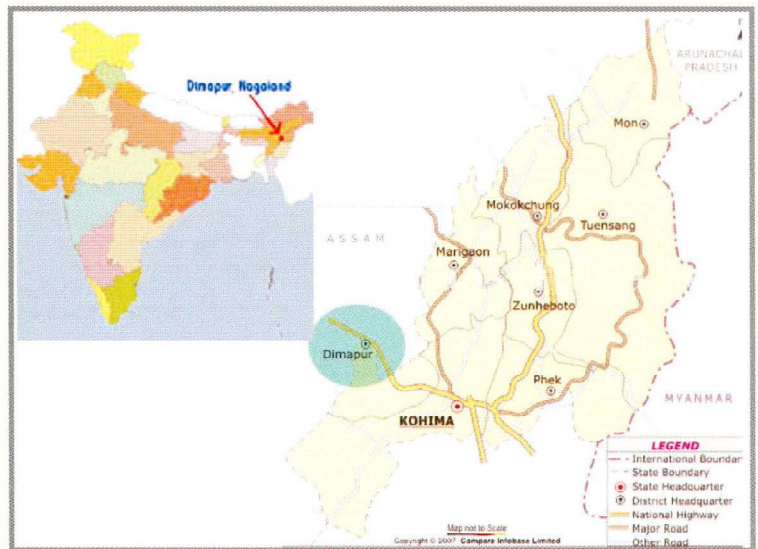 Dimapur, Nagaland
ARUNACHAL
PRADESH
Mon
Mokokchung
Tuensang
ASSAM
Marigaon
Zunheboto
Dimapur
Phek
MYANMAR
KOHIMA
LEGEND
International Boundar
State Boundary
State Headquarter
District Headquarter
National Highway
Major Road
Other Road
Map not to Scale
Copyright © 2007 Compare Infobase Limited